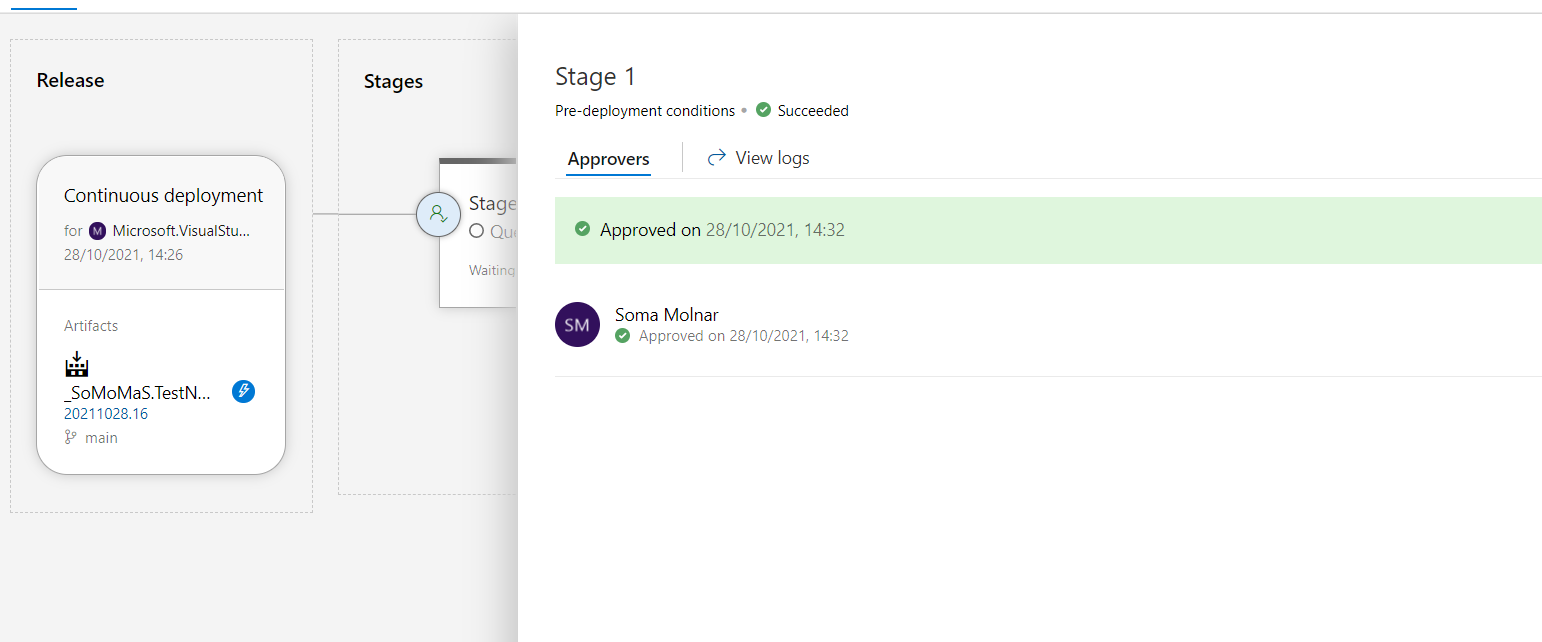 Release
Continuous deployment
for M Microsoft.VisualStu...
28/10/2021, 14:26
Artifacts
_SoMoMaS.TestN...
20211028.16
main
Stages
Stage
Qu
Waiting
Stage 1
Pre-deployment conditions • Succeeded
Approvers View logs
Approved on 28/10/2021, 14:32
SM Soma Molnar
Approved on 28/10/2021, 14:32